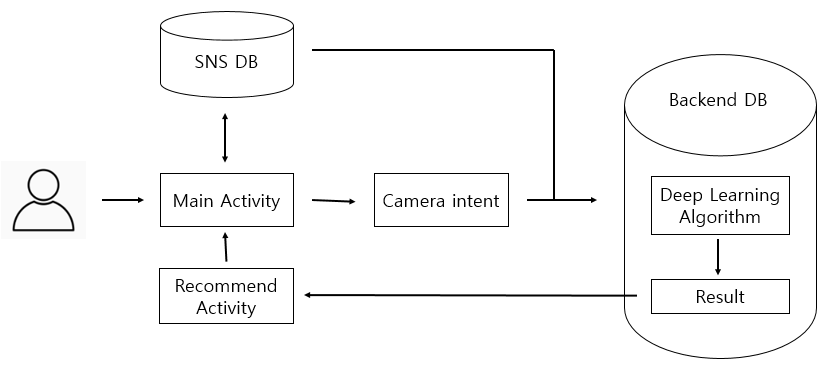 SNS DB
Backend DB
Main Activity
Camera intent
Deep Learning
Algorithm
Recommend
Activity
Result